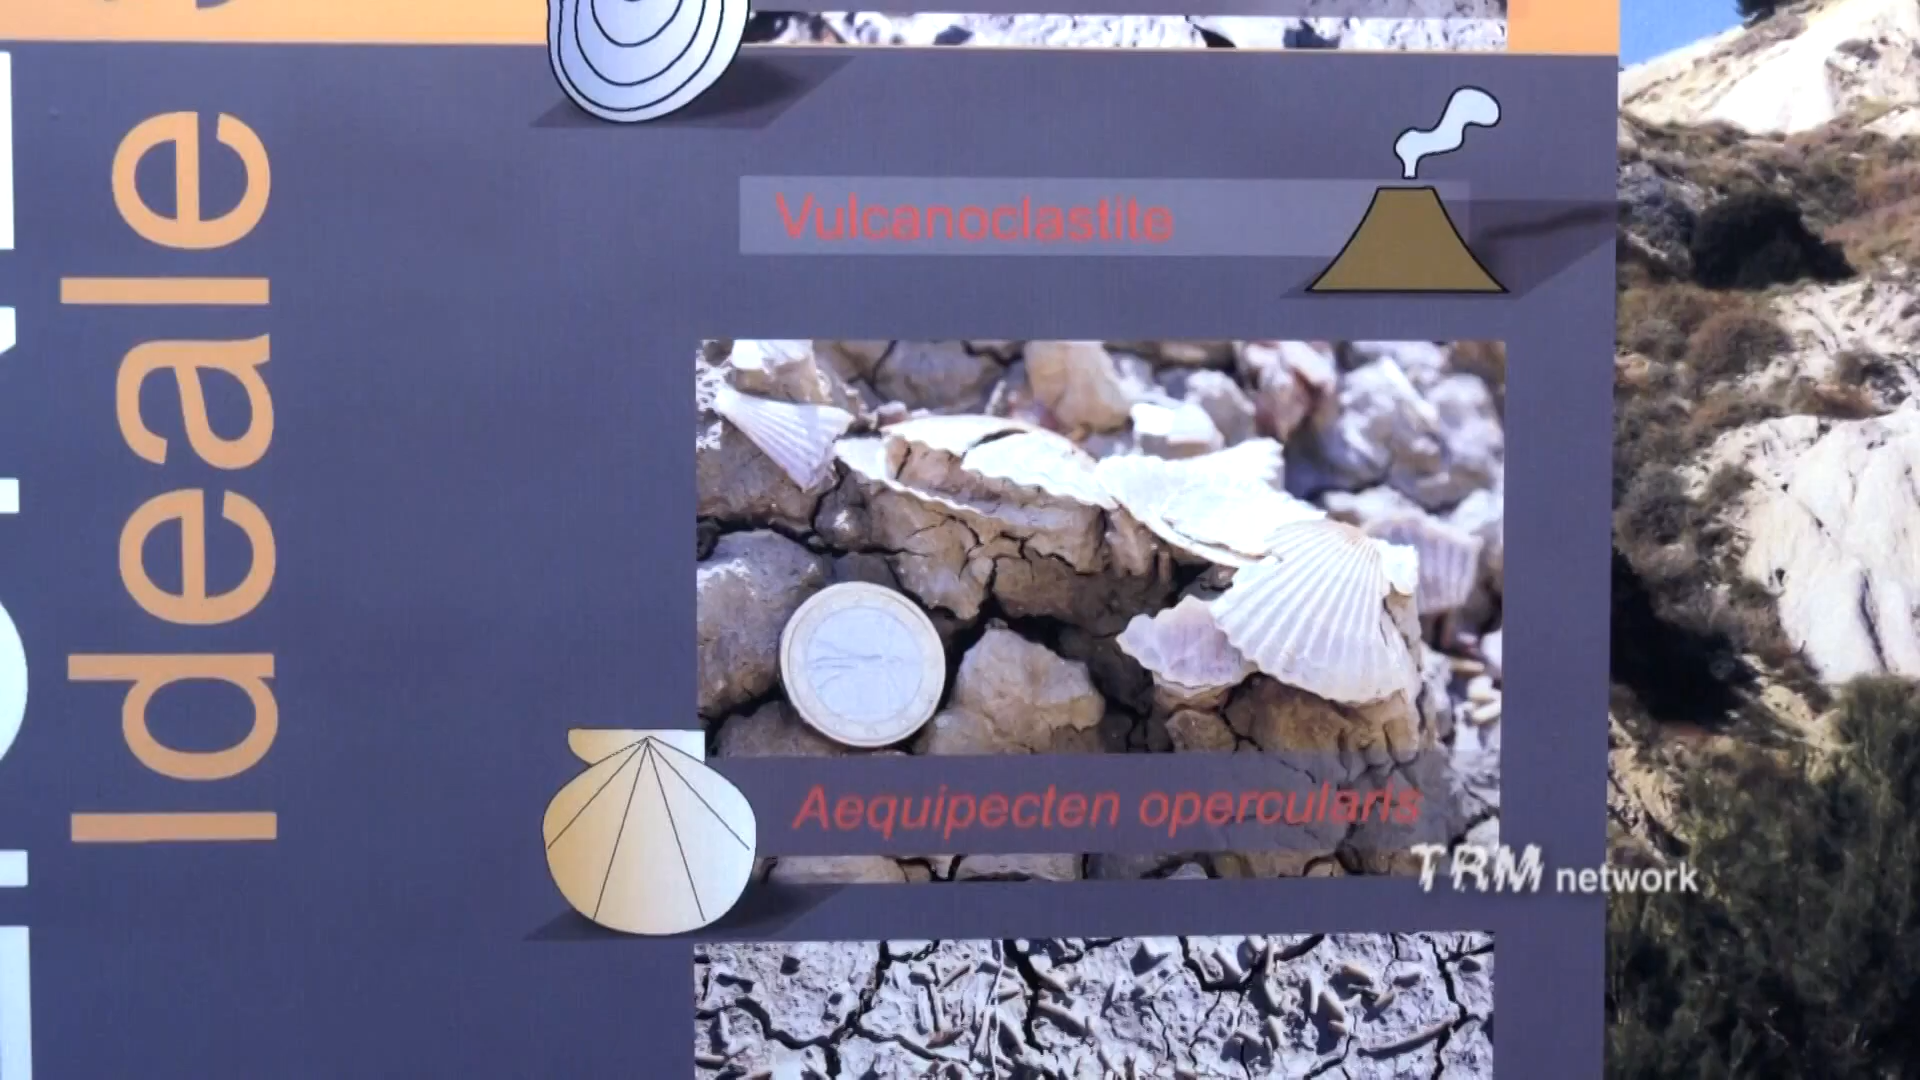 Ideale
Vulcanoclastite
Aequipecten opercularis
TRM network